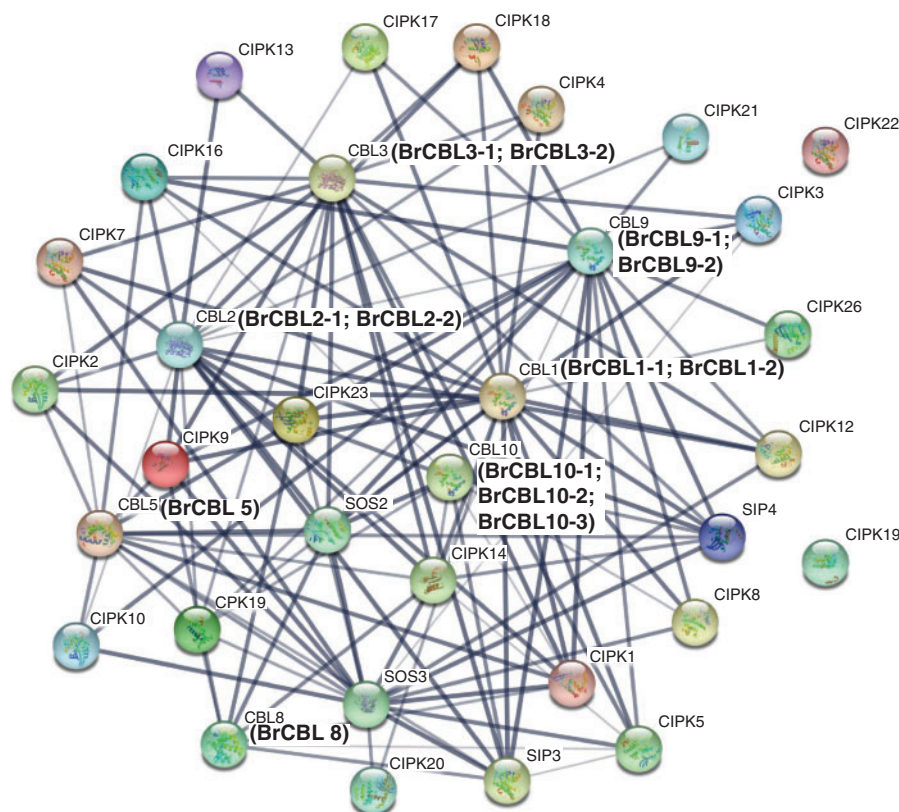 CIPK17
CIPK18
CIPK13
CIPK4
CIPK21
CIPK22
CIPK16
CBL3 (BrCBL3-1; BrCBL3-2)
CIPK3
CIPK7
CBL9
(BrCBL9-1;
BrCBL9-2)
CBL2 (BrCBL2-1; BrCBL2-2)
CIPK26
CIPK2
CBL1 (BrCBL1-1; BrCBL1-2)
CIPK23
CIPK12
CIPK9
CBL10
(BrCBL10-1;
BrCBL10-2;
BrCBL10-3)
CBL5 (BrCBL 5)
SOS2
SIP4
CIPK14
CIPK19
CIPK10
CPK19
CIPK8
SOS3
CIPK1
CBL8 (BrCBL 8)
CIPK5
CIPK20
SIP3